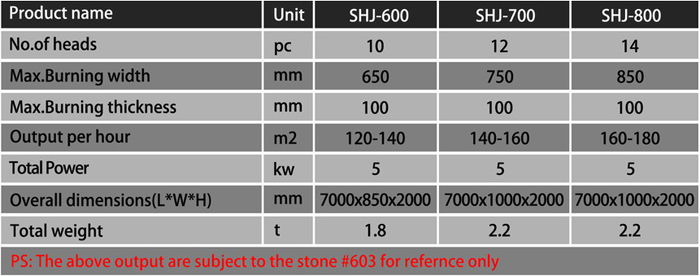 Product name Unit SHJ-600 SHJ-700 SHJ-800
No.of heads pc 10 12 14
Max.Burning width mm 650 750 850
Max.Burning thickness mm 100 100 100
Output per hour m2 120-140 140-160 160-180
Total Power kw 5 5 5
Overall dimensions(L*W*H) mm 7000x850x2000 7000x1000x2000 7000x1000x2000
Total weight t 1.8 2.2 2.2
PS: The above output are subject to the stone #603 for refernce only